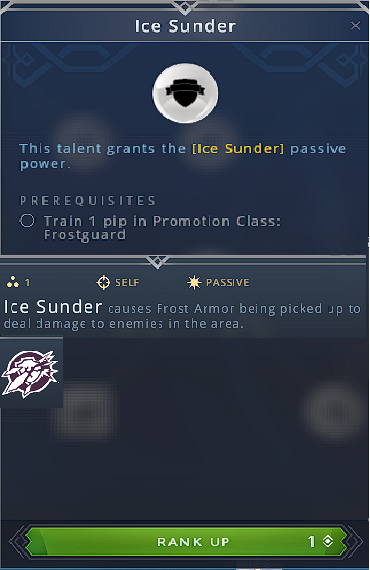 Ice Sunder
This talent grants the [Ice Sunder] passive
power.
PREREQUISITES
Train 1 pip in Promotion Class:
Frostguard
1 SELF PASSIVE
Ice Sunder causes Frost Armor being picked up to
deal damage to enemies in the area.
RANK UP 1